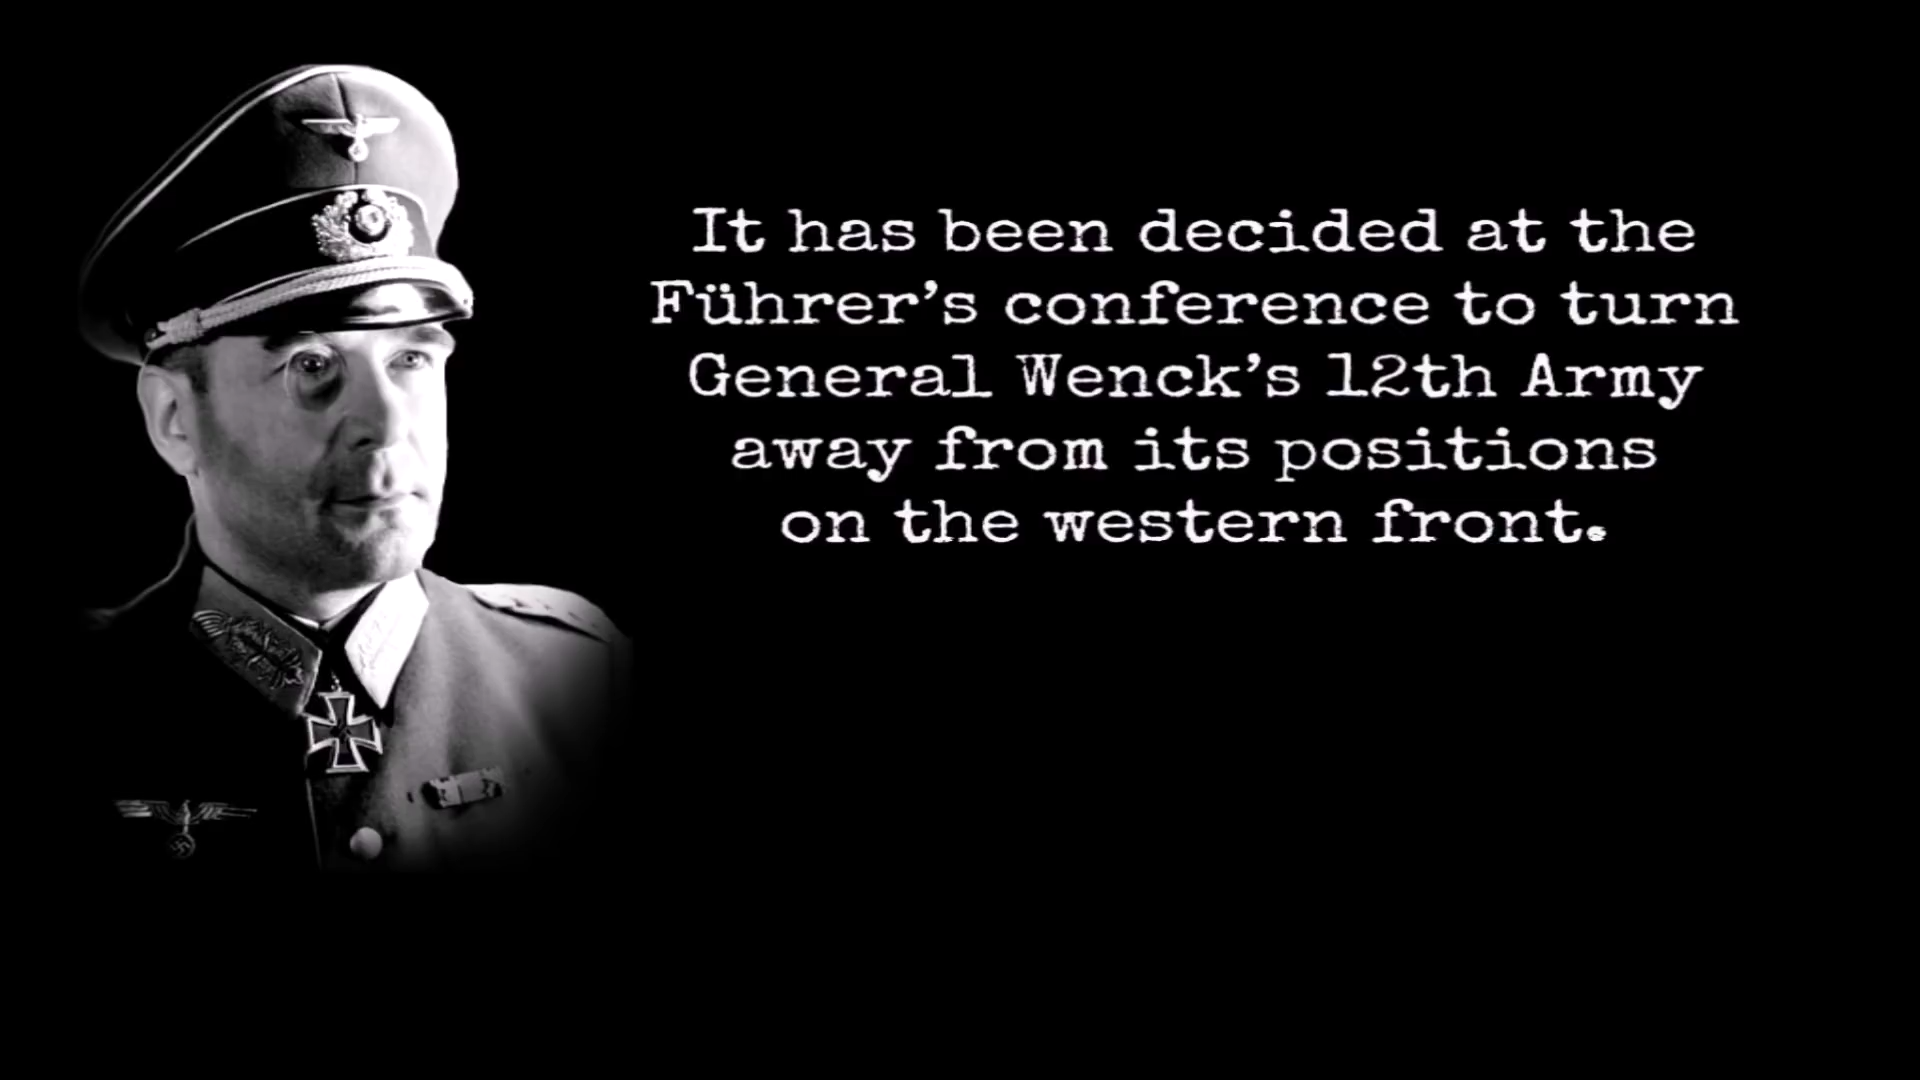 It has been decided at the
Führer’s conference to turn
General Wenck’s 12th Army
away from its positions
on the western front.